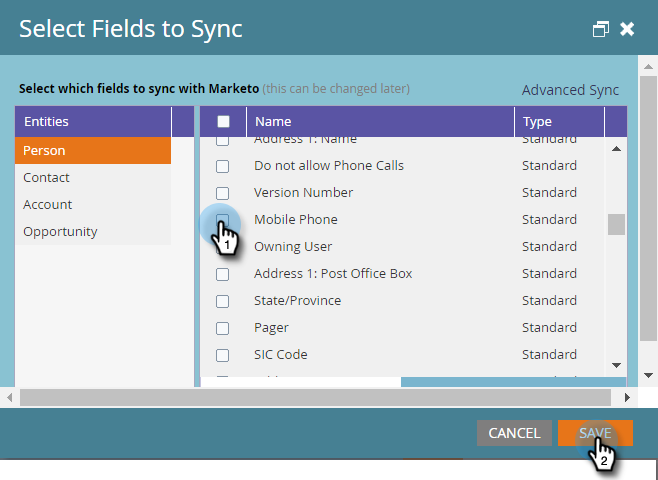 Select Fields to Sync
Select which fields to sync with Marketo (this can be changed later)
Advanced Sync
Entities
Name
Type
Person
Contact
Account
Opportunity
Address 1: Name Standard
Do not allow Phone Calls Standard
Version Number Standard
Mobile Phone Standard
Owning User Standard
Address 1: Post Office Box Standard
State/Province Standard
Pager Standard
SIC Code Standard
1
CANCEL
SAVE
2